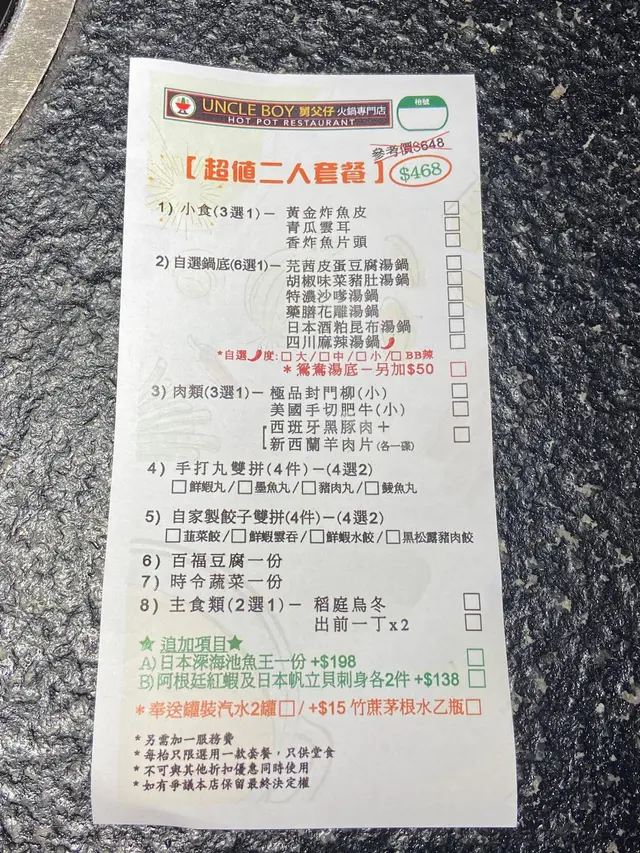 UNCLE BOY 舅父仔 火鍋專門店
HOT POT RESTAURANT
枱號
參考價$648
【超值二人套餐】$468
1) 小食(3選1)– 黃金炸魚皮
青瓜雲耳
香炸魚片頭
2) 自選鍋底(6選1)– 芫茜皮蛋豆腐湯鍋
胡椒味菜豬肚湯鍋
特濃沙嗲湯鍋
藥膳花雕湯鍋
日本酒粕昆布湯鍋
四川麻辣湯鍋
*自選度:□大/□中/□小/□BB辣
*鴛鴦湯底–另加$50
3) 肉類(3選1)– 極品封門柳(小)
美國手切肥牛(小)
西班牙黑豚肉+
新西蘭羊肉片(各一碟)
4) 手打丸雙拼(4件)–(4選2)
□鮮蝦丸/□墨魚丸/□豬肉丸/□鯪魚丸
5) 自家製餃子雙拼(4件)–(4選2)
□韮菜餃/□鮮蝦雲吞/□鮮蝦水餃/□黑松露豬肉餃
6) 百福豆腐一份
7) 時令蔬菜一份
8) 主食類(2選1)– 稻庭烏冬
出前一丁x2
★追加項目★
A)日本深海池魚王一份 +$198
B)阿根廷紅蝦及日本帆立貝刺身各2件 +$138
*奉送罐裝汽水2罐□ / +$15 竹蔗茅根水乙瓶□
*另需加一服務費
*每枱只限選用一款套餐，只供堂食
*不可與其他折扣優惠同時使用
*如有爭議本店保留最終決定權